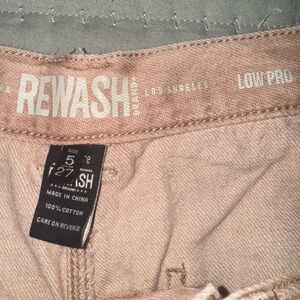 REWASH BRAND LOS ANGELES LOW PRO
SIZE
5
27
MADE IN CHINA
100% COTTON
CARE ON REVERSE